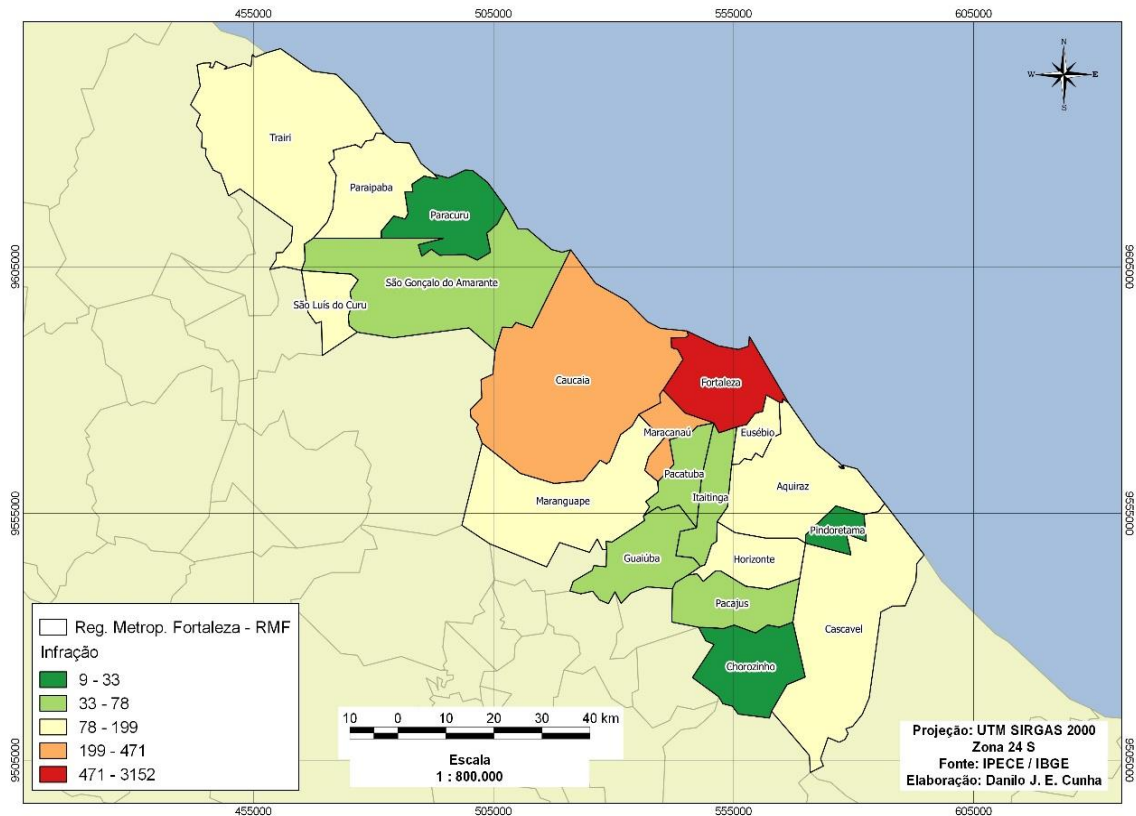 455000
505000
555000
605000
N
W
E
S
Trairi
Paraipaba
Paracuru
9605000
9605000
São Gonçalo do Amarante
São Luís do Curu
Caucaia
Fortaleza
Maracanaú
Eusébio
Pacatuba
Aquiraz
Maranguape
Itaitinga
9555000
9555000
Pindoretama
Guaiúba
Horizonte
Pacajus
Cascavel
Chorozinho
Reg. Metrop. Fortaleza - RMF
Infração
9 - 33
33 - 78
78 - 199
199 - 471
471 - 3152
10 0 10 20 30 40 km
Escala
1 : 800.000
Projeção: UTM SIRGAS 2000
Zona 24 S
Fonte: IPECE / IBGE
Elaboração: Danilo J. E. Cunha
9505000
9505000
455000
505000
555000
605000